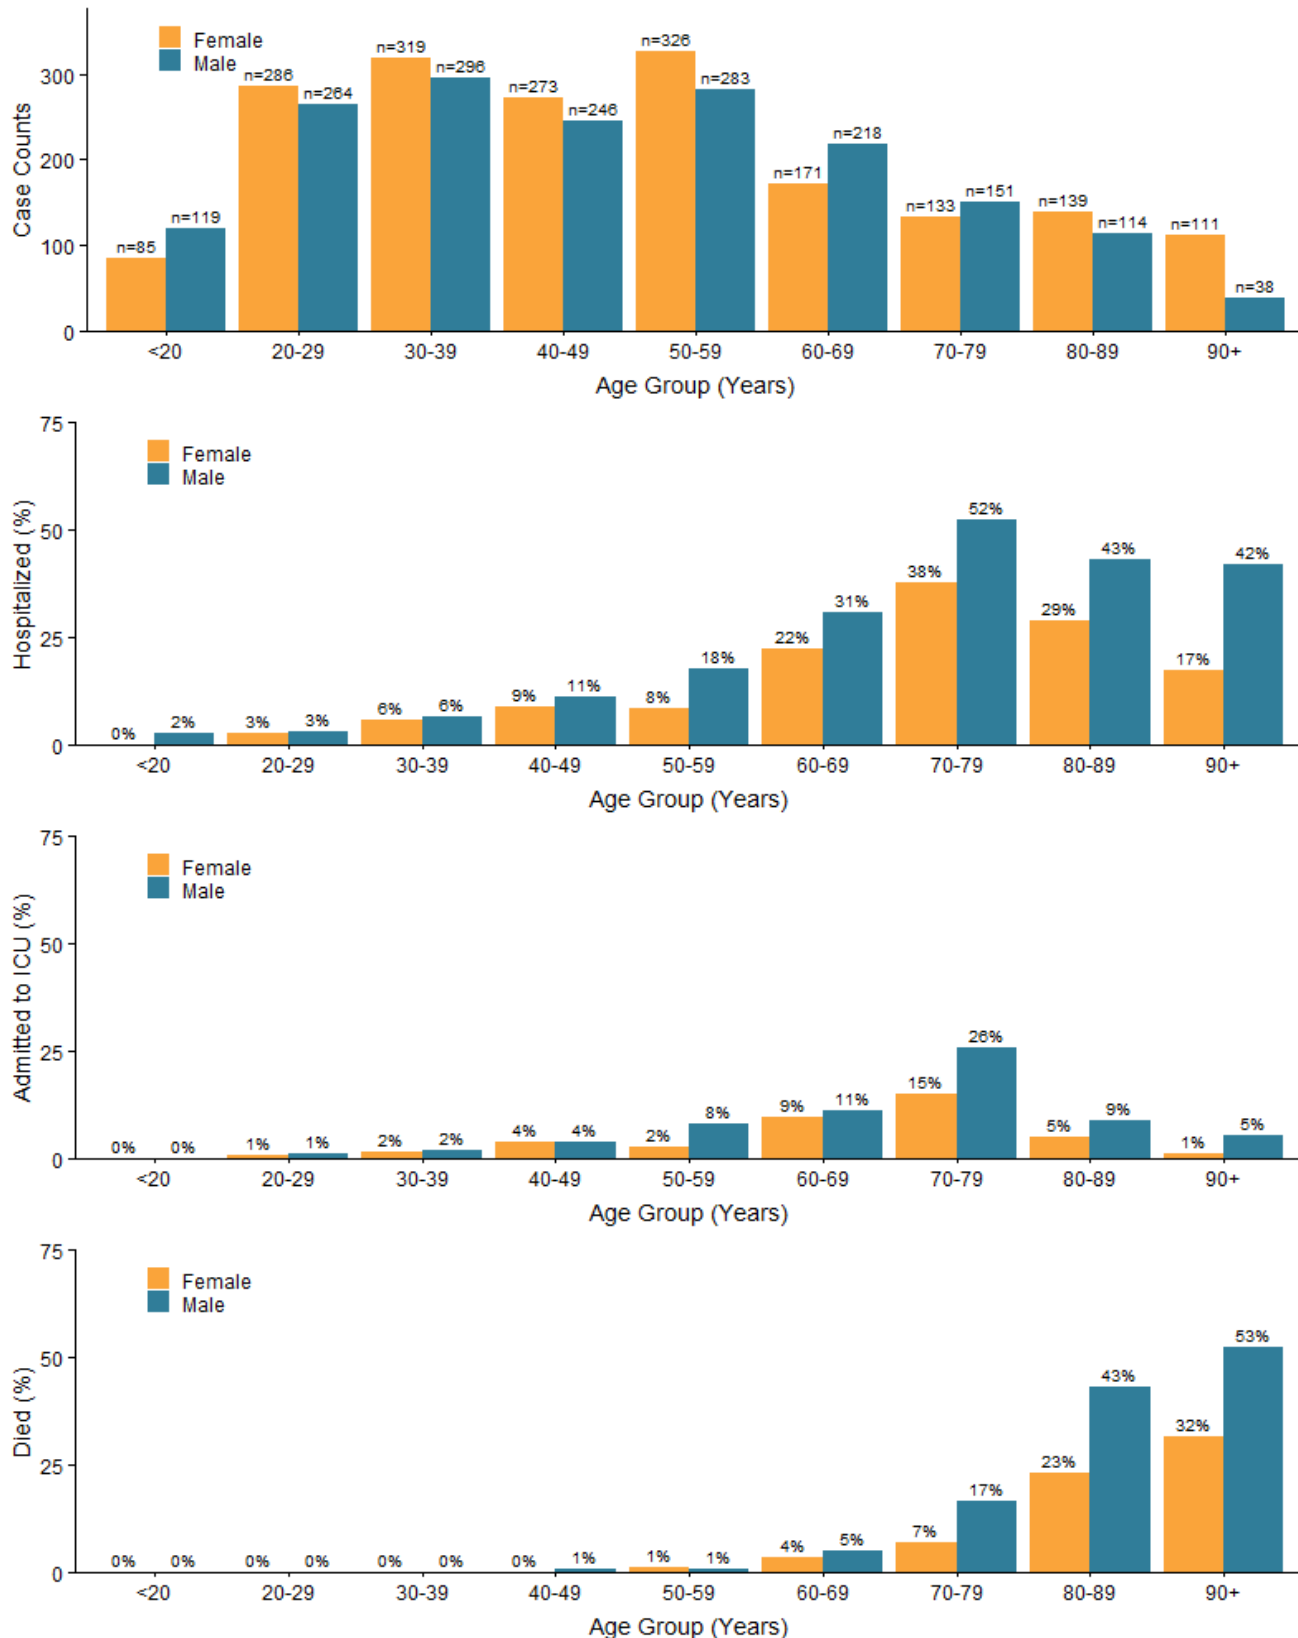 Female
Male
Case Counts
300
200
100
0
n=85
n=119
n=286
n=264
n=319
n=296
n=273
n=246
n=326
n=283
n=171
n=218
n=133
n=151
n=139
n=114
n=111
n=38
<20 20-29 30-39 40-49 50-59 60-69 70-79 80-89 90+
Age Group (Years)
Female
Male
Hospitalized (%)
75
50
25
0
0% 2% 3% 3% 6% 6% 9% 11% 8% 18% 22% 31% 38% 52% 29% 43% 17% 42%
<20 20-29 30-39 40-49 50-59 60-69 70-79 80-89 90+
Age Group (Years)
Female
Male
Admitted to ICU (%)
75
50
25
0
0% 0% 1% 1% 2% 2% 4% 4% 2% 8% 9% 11% 15% 26% 5% 9% 1% 5%
<20 20-29 30-39 40-49 50-59 60-69 70-79 80-89 90+
Age Group (Years)
Female
Male
Died (%)
75
50
25
0
0% 0% 0% 0% 0% 0% 0% 1% 1% 1% 4% 5% 7% 17% 23% 43% 32% 53%
<20 20-29 30-39 40-49 50-59 60-69 70-79 80-89 90+
Age Group (Years)